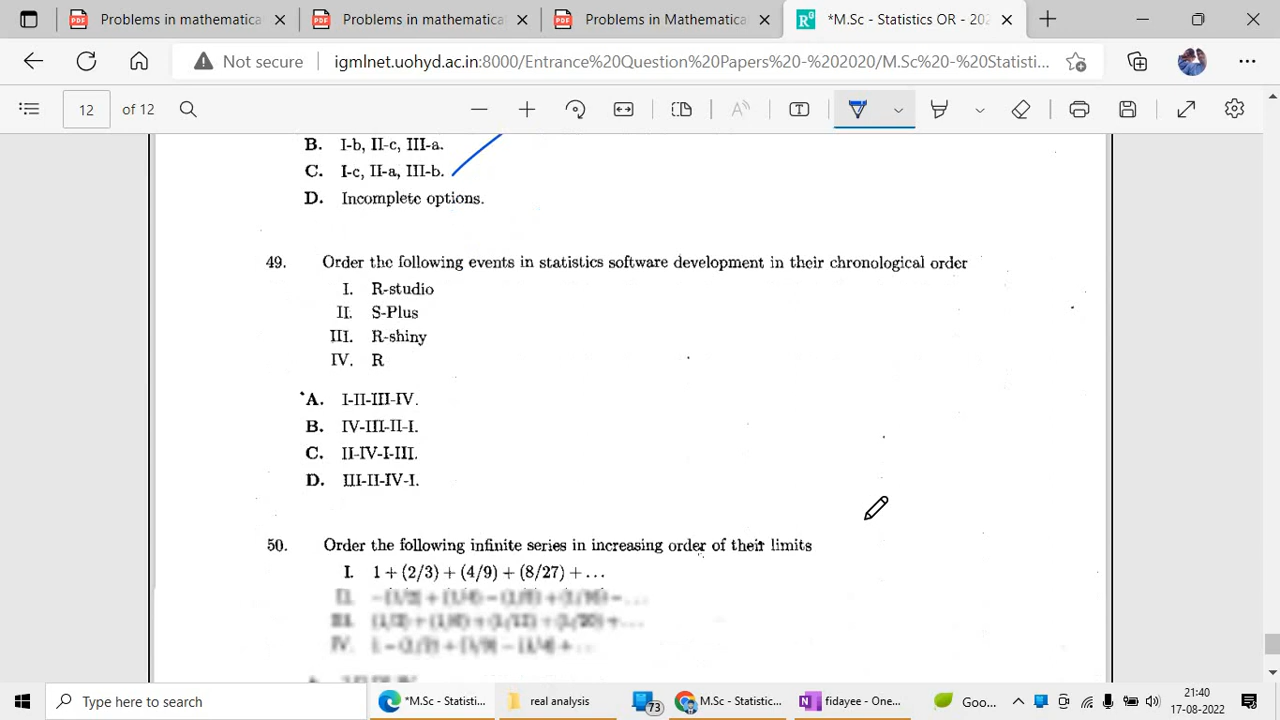 Problems in mathematica
Problems in mathematica
Problems in Mathematica
*M.Sc - Statistics OR - 202
Not secure
igmlnet.uohyd.ac.in:8000/Entrance%20Question%20Papers%20-%202020/M.Sc%20-%20Statisti...
12 of 12
B. I-b, II-c, III-a.
C. I-c, II-a, III-b.
D. Incomplete options.
49. Order the following events in statistics software development in their chronological order
I. R-studio
II. S-Plus
III. R-shiny
IV. R
A. I-II-III-IV.
B. IV-III-II-I.
C. II-IV-I-III.
D. III-II-IV-I.
50. Order the following infinite series in increasing order of their limits
I. 1 + (2/3) + (4/9) + (8/27) + ...
Type here to search
*M.Sc - Statisti...
real analysis
73
M.Sc - Statistic...
fidayee - One...
Goo...
21:40
17-08-2022